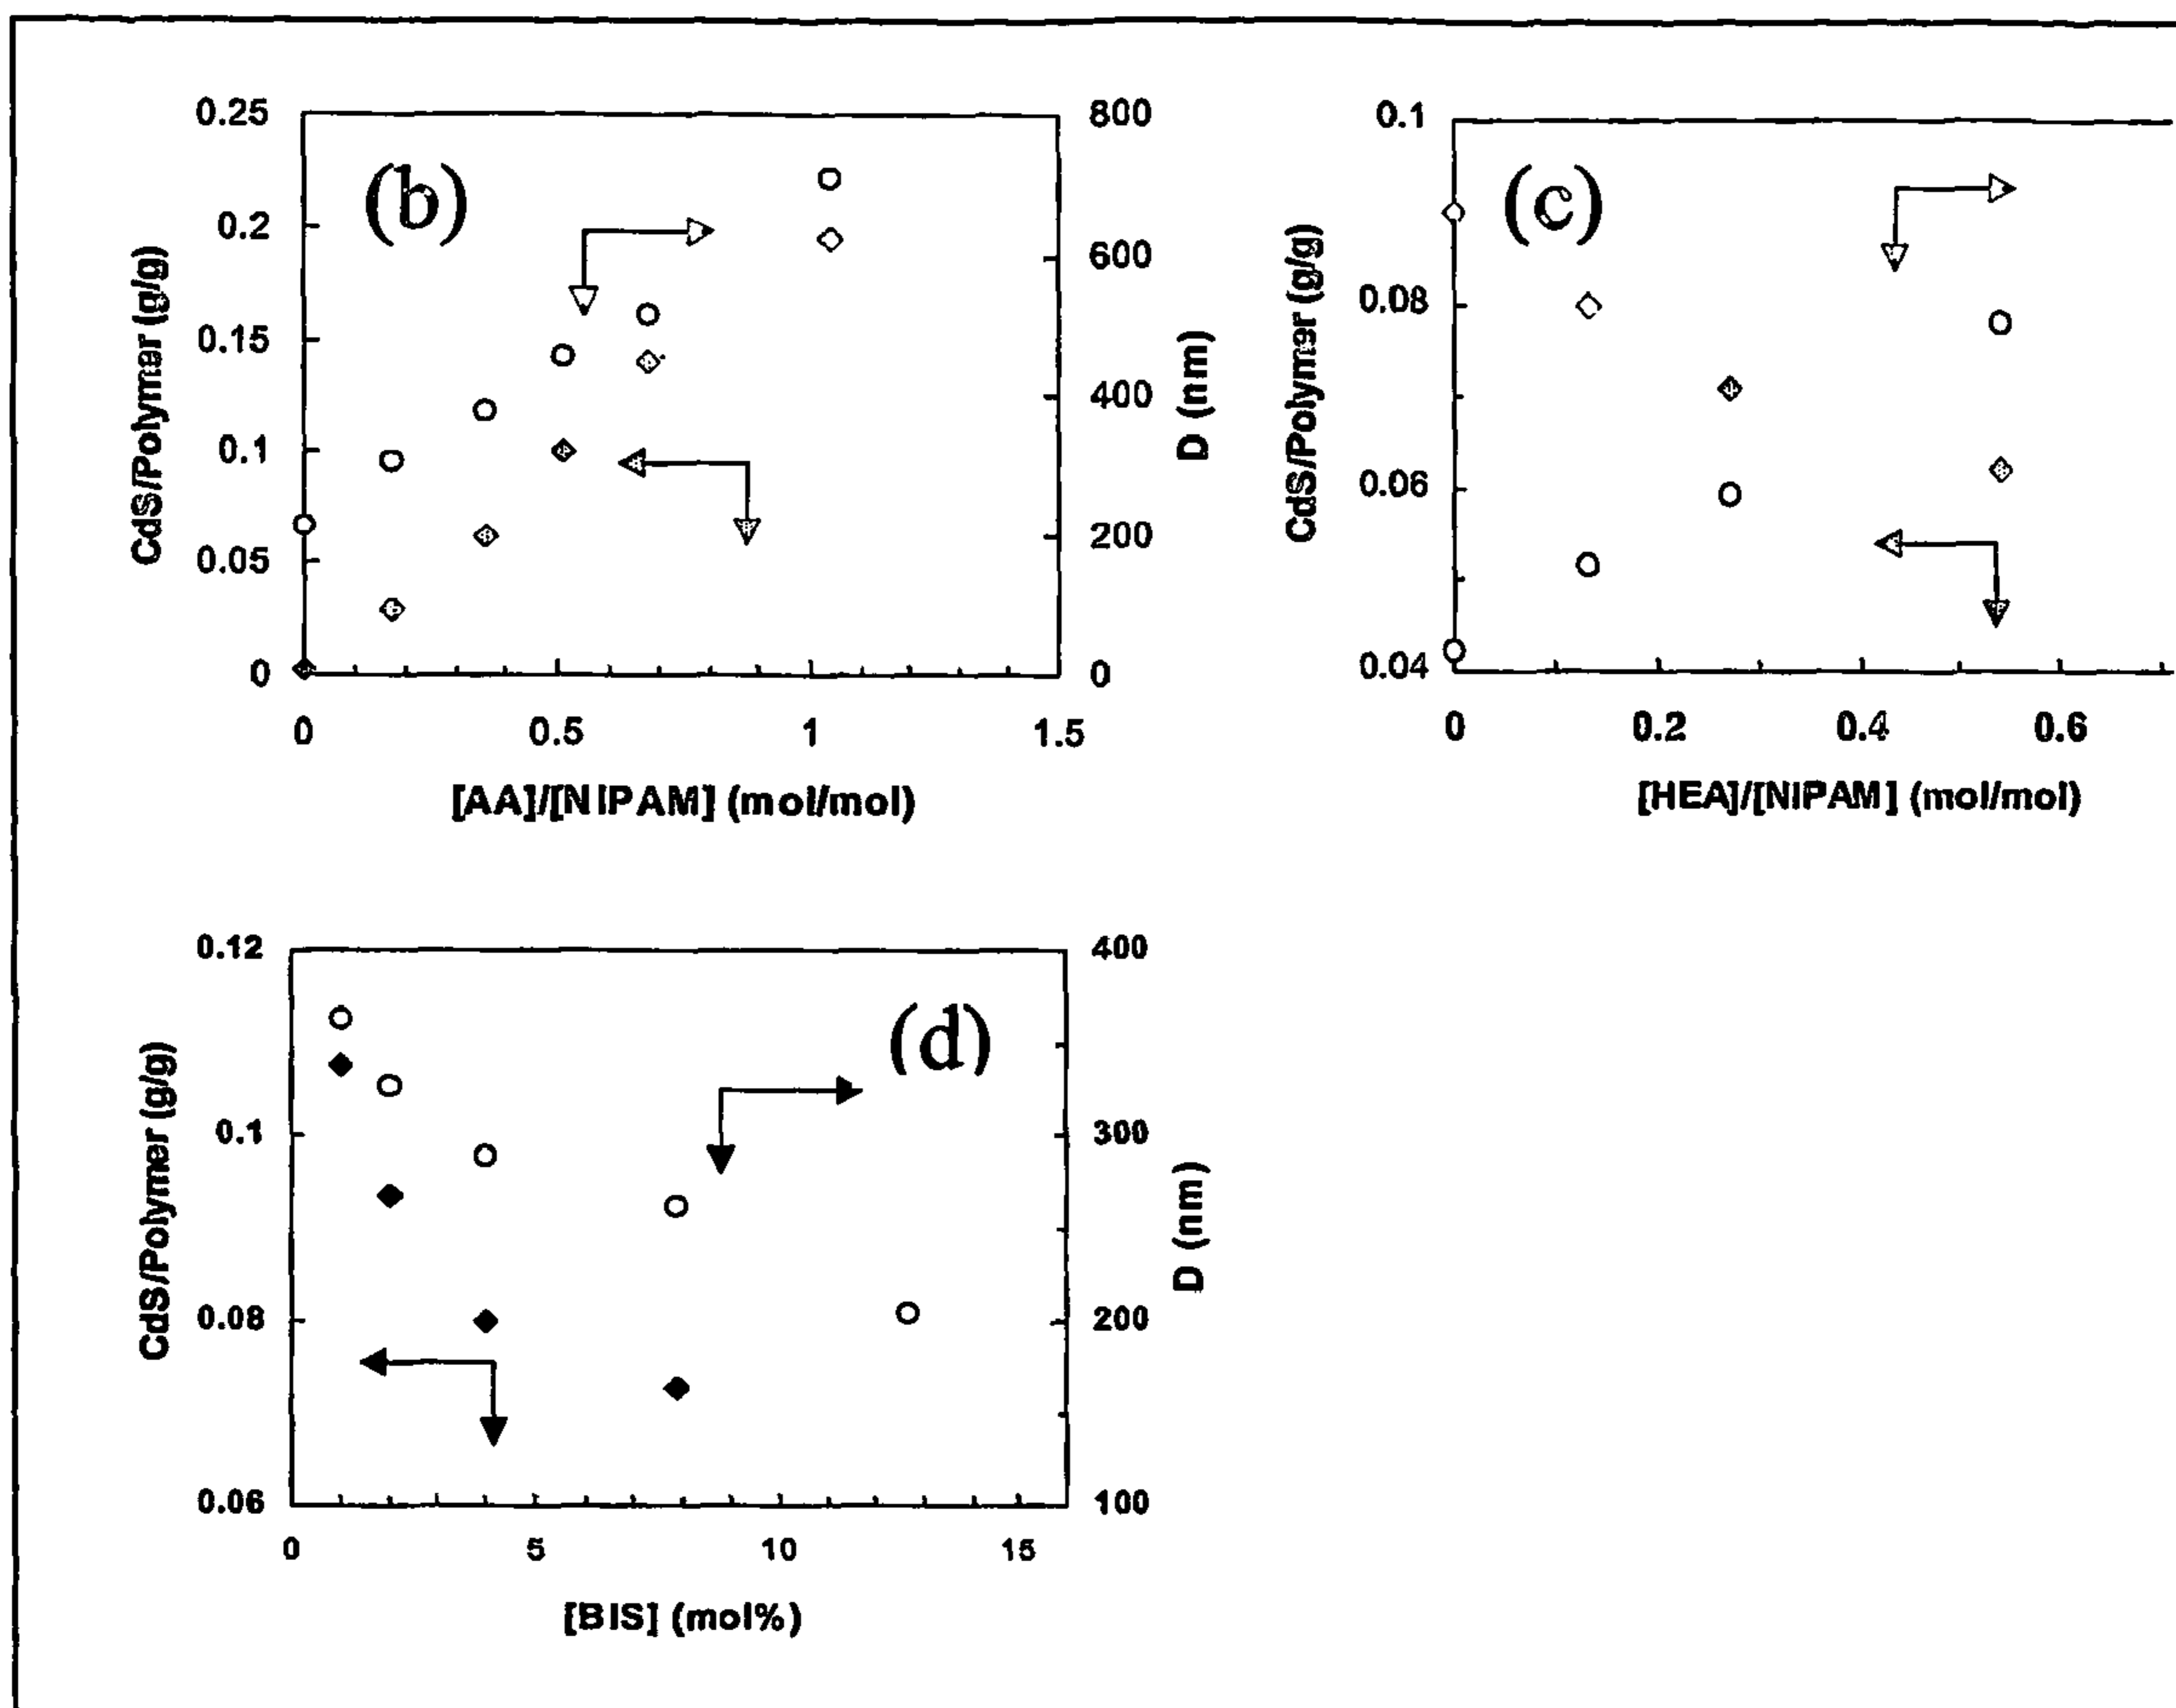 0.25
0.2
0.15
0.1
0.05
0
CdS/Polymer (g/g)
(b)
800
600
400
200
0
D (nm)
0 0.5 1 1.5
[AA]/[NIPAM] (mol/mol)
0.1
0.08
0.06
0.04
CdS/Polymer (g/g)
(c)
0 0.2 0.4 0.6
[HEA]/[NIPAM] (mol/mol)
0.12
0.1
0.08
0.06
CdS/Polymer (g/g)
(d)
400
300
200
100
D (nm)
0 5 10 15
[BIS] (mol%)